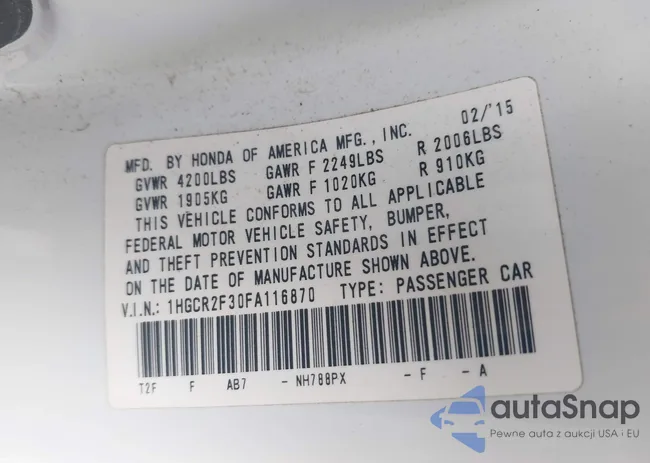 02/'15
MFD. BY HONDA OF AMERICA MFG., INC.
GVWR 4200LBS GAWR F 2249LBS R 2006LBS
GVWR 1905KG GAWR F 1020KG R 910KG
THIS VEHICLE CONFORMS TO ALL APPLICABLE
FEDERAL MOTOR VEHICLE SAFETY, BUMPER,
AND THEFT PREVENTION STANDARDS IN EFFECT
ON THE DATE OF MANUFACTURE SHOWN ABOVE.
V.I.N.: 1HGCR2F30FA116870 TYPE: PASSENGER CAR
T2F F AB7 - NH788PX - F - A
autaSnap
Pewne auta z aukcji USA i EU